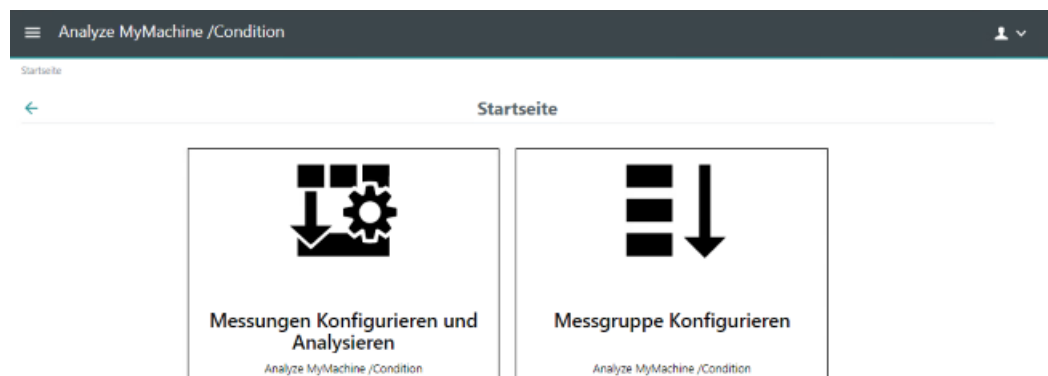 Analyze MyMachine /Condition
Startseite
Startseite
Messungen Konfigurieren und
Analysieren
Analyze MyMachine /Condition
Messgruppe Konfigurieren
Analyze MyMachine /Condition